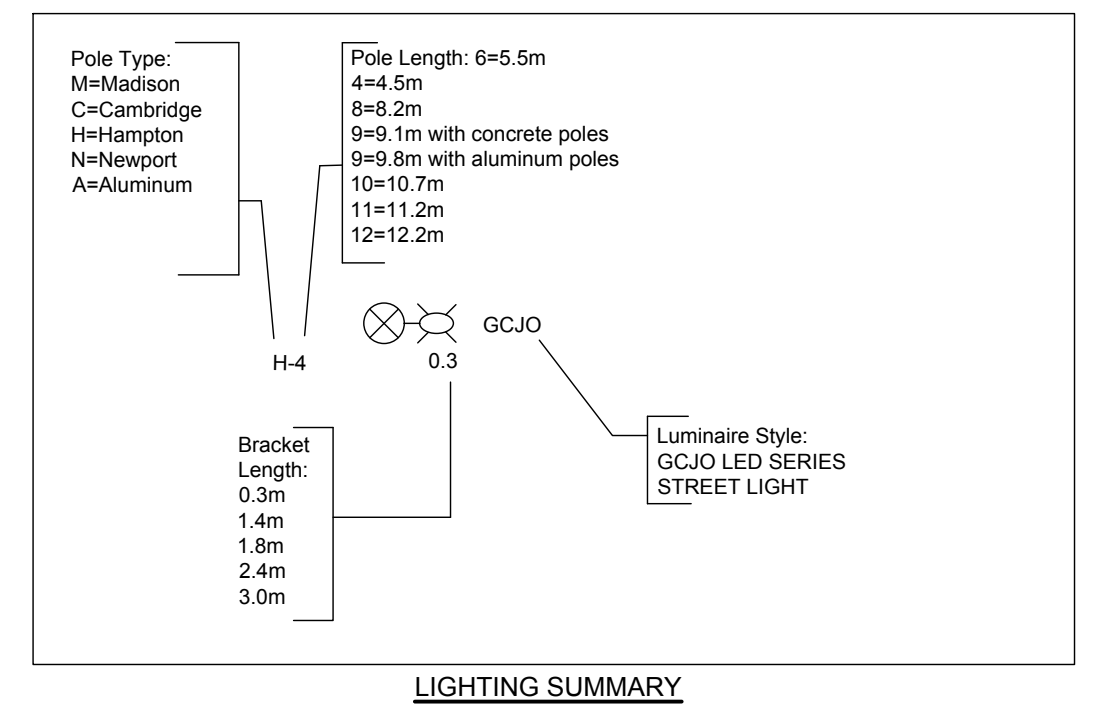 Pole Type:
M=Madison
C=Cambridge
H=Hampton
N=Newport
A=Aluminum
Pole Length: 6=5.5m
4=4.5m
8=8.2m
9=9.1m with concrete poles
9=9.8m with aluminum poles
10=10.7m
11=11.2m
12=12.2m
GCJO
H-4
0.3
Bracket
Length:
0.3m
1.4m
1.8m
2.4m
3.0m
Luminaire Style:
GCJO LED SERIES
STREET LIGHT
LIGHTING SUMMARY